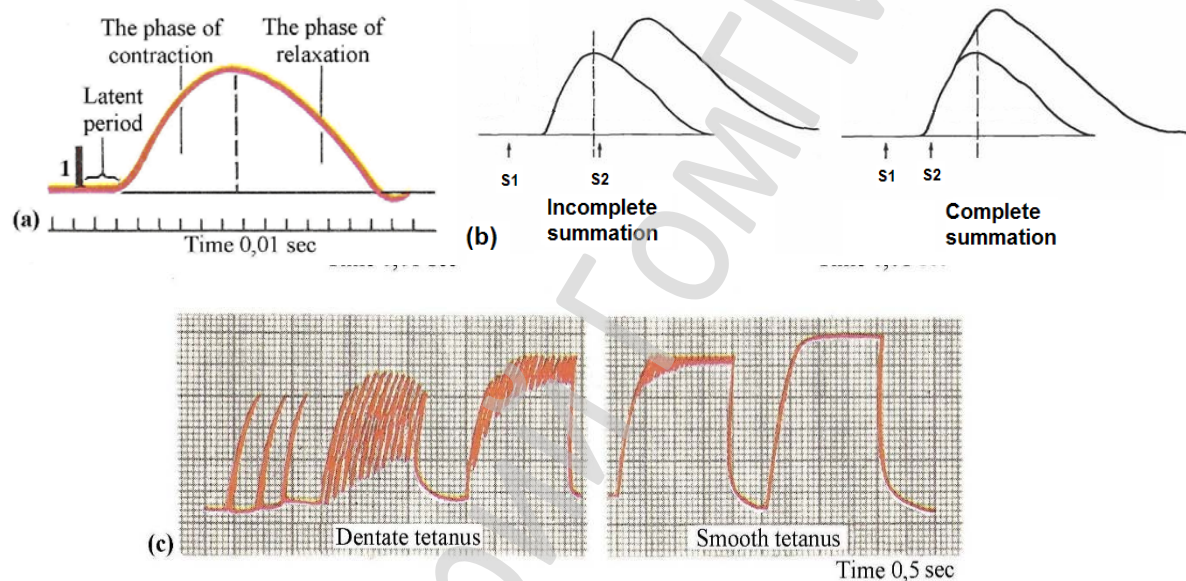 The phase of
contraction
The phase of
relaxation
Latent
period
1
(a)
Time 0,01 sec
S1
S2
Incomplete
summation
(b)
S1
S2
Complete
summation
Dentate tetanus
Smooth tetanus
(c)
Time 0,5 sec